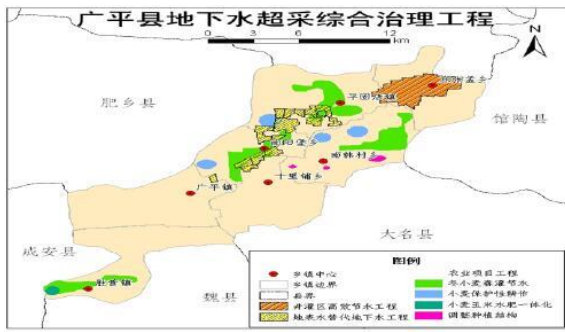 广平县地下水超采综合治理工程
0 3 6 12
km
N
肥乡县
馆陶县
平固店镇
南阳堡乡
南韩村乡
十里铺乡
广平镇
成安县
大名县
魏县
胜营镇
图例
乡镇中心
乡镇边界
县界
井灌区高效节水工程
地表水替代地下水工程
农业项目工程
冬小麦春灌节水
小麦保护性耕作
小麦玉米水肥一体化
调整种植结构